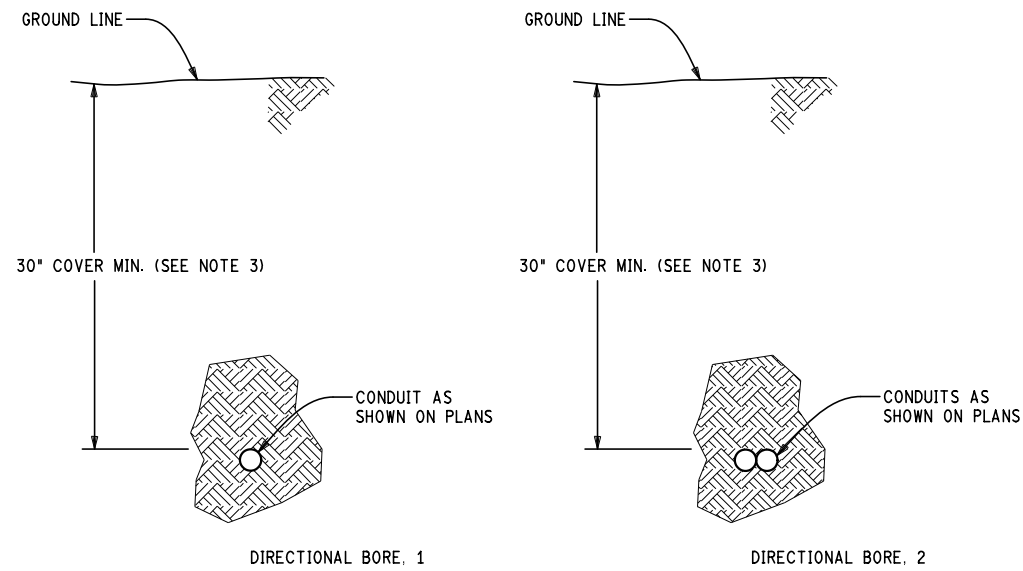 GROUND LINE
30" COVER MIN. (SEE NOTE 3)
CONDUIT AS
SHOWN ON PLANS
DIRECTIONAL BORE, 1
GROUND LINE
30" COVER MIN. (SEE NOTE 3)
CONDUITS AS
SHOWN ON PLANS
DIRECTIONAL BORE, 2